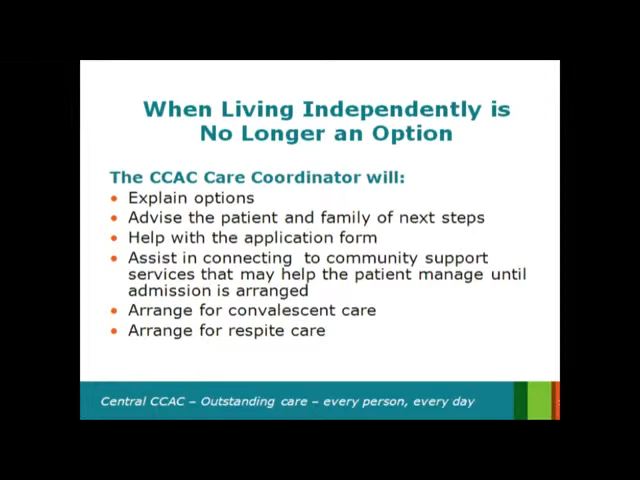 When Living Independently is
No Longer an Option
The CCAC Care Coordinator will:
• Explain options
• Advise the patient and family of next steps
• Help with the application form
• Assist in connecting to community support
services that may help the patient manage until
admission is arranged
• Arrange for convalescent care
• Arrange for respite care
Central CCAC – Outstanding care – every person, every day